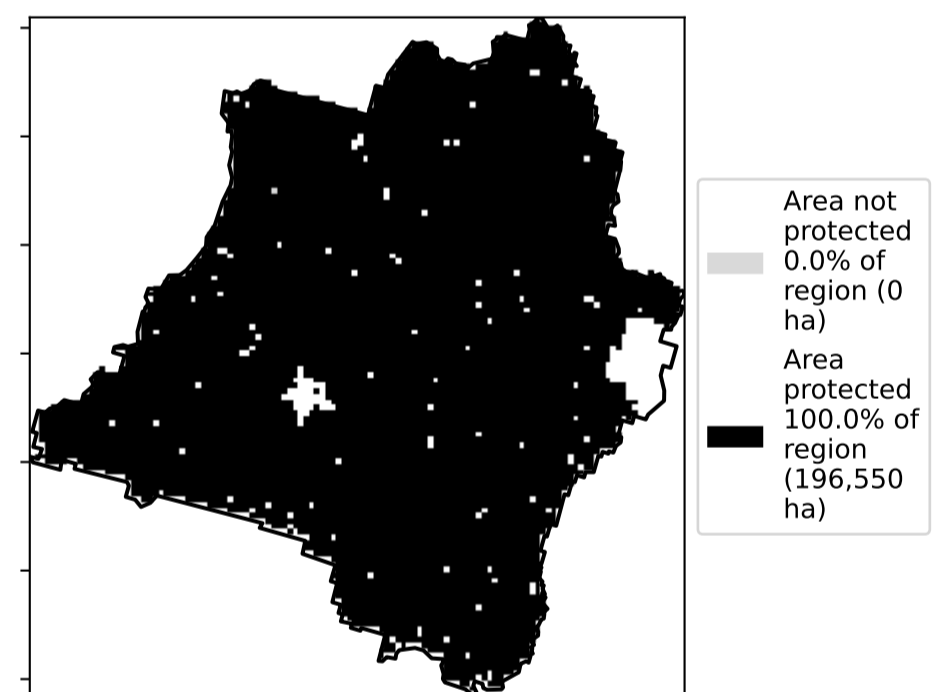 Area not
protected
0.0% of
region (0
ha)
Area
protected
100.0% of
region
(196,550
ha)